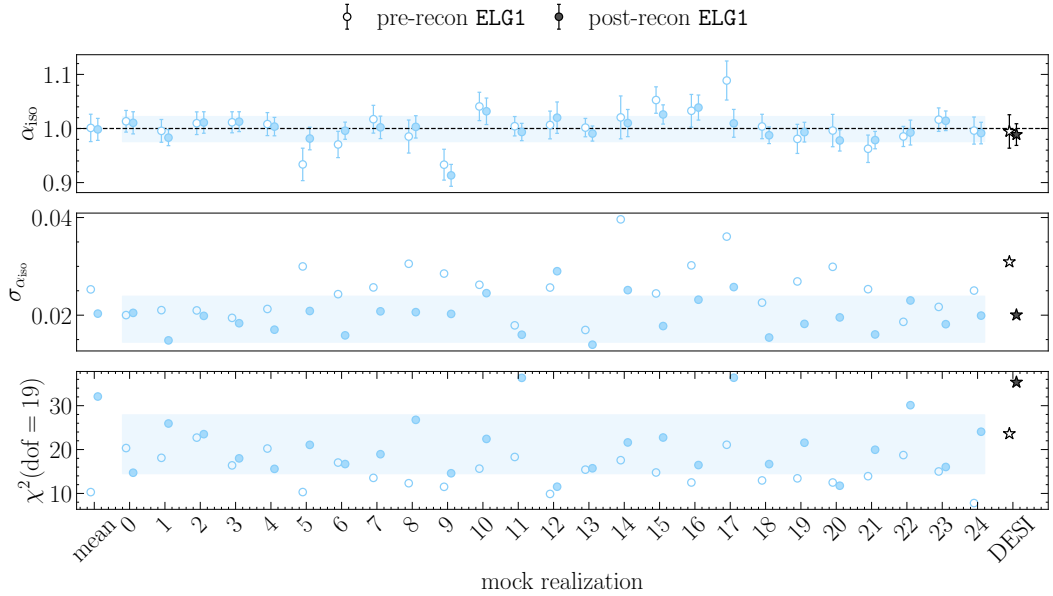 pre-recon ELG1 post-recon ELG1
1.1
1.0
0.9
α_iso
0.04
0.02
σ_α_iso
30
20
10
χ²(dof = 19)
mean 0 1 2 3 4 5 6 7 8 9 10 11 12 13 14 15 16 17 18 19 20 21 22 23 24 DESI
mock realization